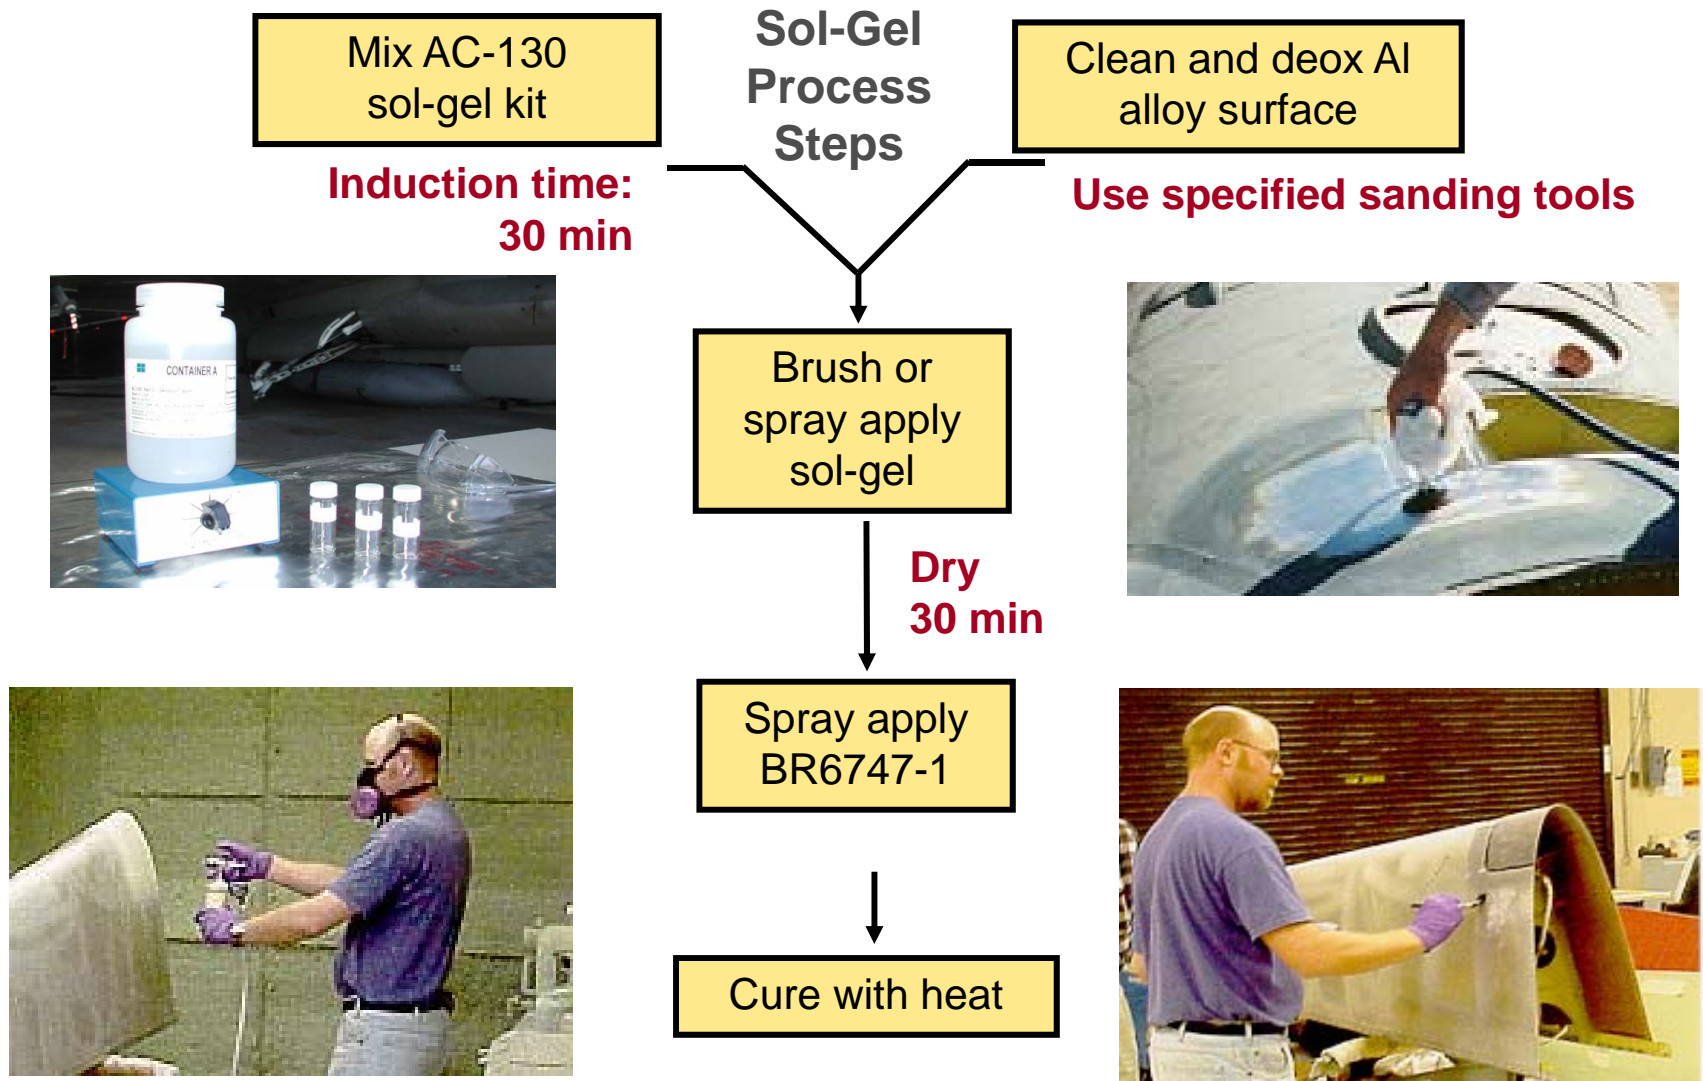 Sol-Gel
Process
Steps
Mix AC-130
sol-gel kit
Clean and deox Al
alloy surface
Induction time:
30 min
Use specified sanding tools
CONTAINER A
Brush or
spray apply
sol-gel
Dry
30 min
Spray apply
BR6747-1
Cure with heat